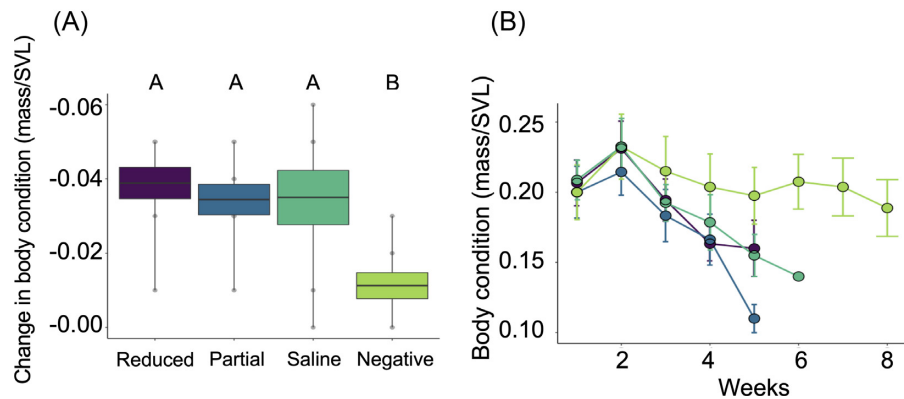 (A)
Change in body condition (mass/SVL)
A A A B
-0.06
-0.04
-0.02
-0.00
Reduced Partial Saline Negative
(B)
Body condition (mass/SVL)
0.25
0.20
0.15
0.10
2 4 6 8
Weeks